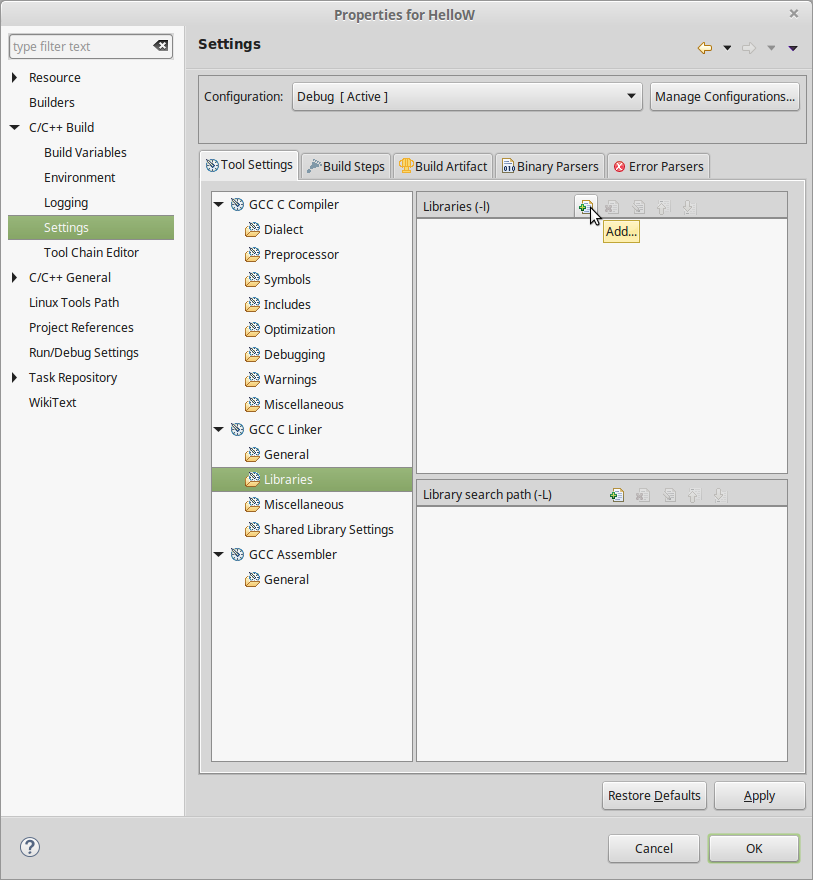 Properties for HelloW
type filter text
Resource
Builders
C/C++ Build
Build Variables
Environment
Logging
Settings
Tool Chain Editor
C/C++ General
Linux Tools Path
Project References
Run/Debug Settings
Task Repository
WikiText
Settings
Configuration: Debug [ Active ] Manage Configurations...
Tool Settings Build Steps Build Artifact Binary Parsers Error Parsers
GCC C Compiler
Dialect
Preprocessor
Symbols
Includes
Optimization
Debugging
Warnings
Miscellaneous
GCC C Linker
General
Libraries
Miscellaneous
Shared Library Settings
GCC Assembler
General
Libraries (-l)
Add...
Library search path (-L)
Restore Defaults Apply
Cancel OK